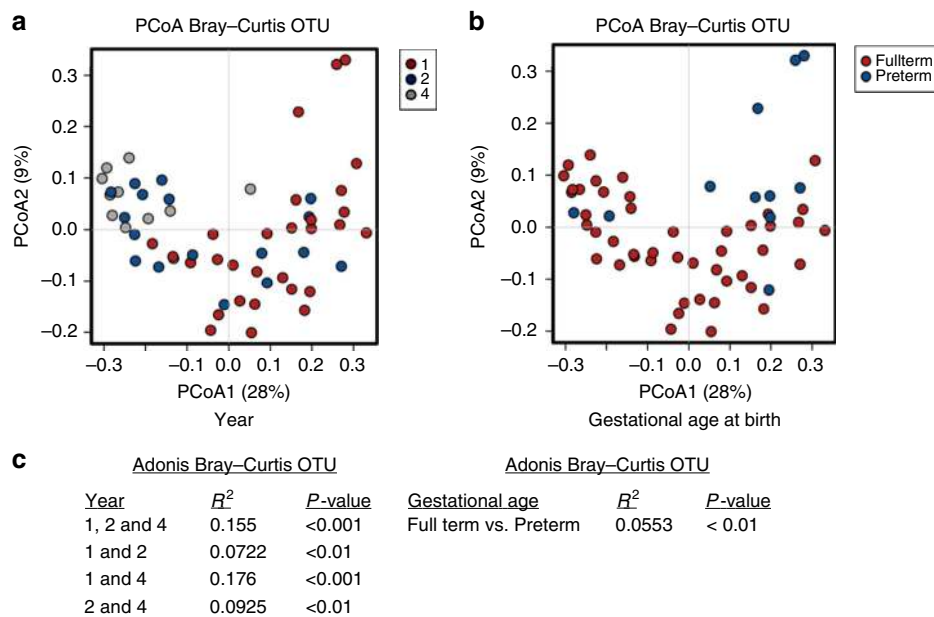 a
PCoA Bray–Curtis OTU
1
2
4
PCoA2 (9%)
0.3
0.2
0.1
0.0
–0.1
–0.2
–0.3 –0.1 0.0 0.1 0.2 0.3
PCoA1 (28%)
Year
b
PCoA Bray–Curtis OTU
Fullterm
Preterm
PCoA2 (9%)
0.3
0.2
0.1
0.0
–0.1
–0.2
–0.3 –0.1 0.0 0.1 0.2 0.3
PCoA1 (28%)
Gestational age at birth
c
Adonis Bray–Curtis OTU
Year R² P-value
1, 2 and 4 0.155 <0.001
1 and 2 0.0722 <0.01
1 and 4 0.176 <0.001
2 and 4 0.0925 <0.01
Adonis Bray–Curtis OTU
Gestational age R² P-value
Full term vs. Preterm 0.0553 < 0.01